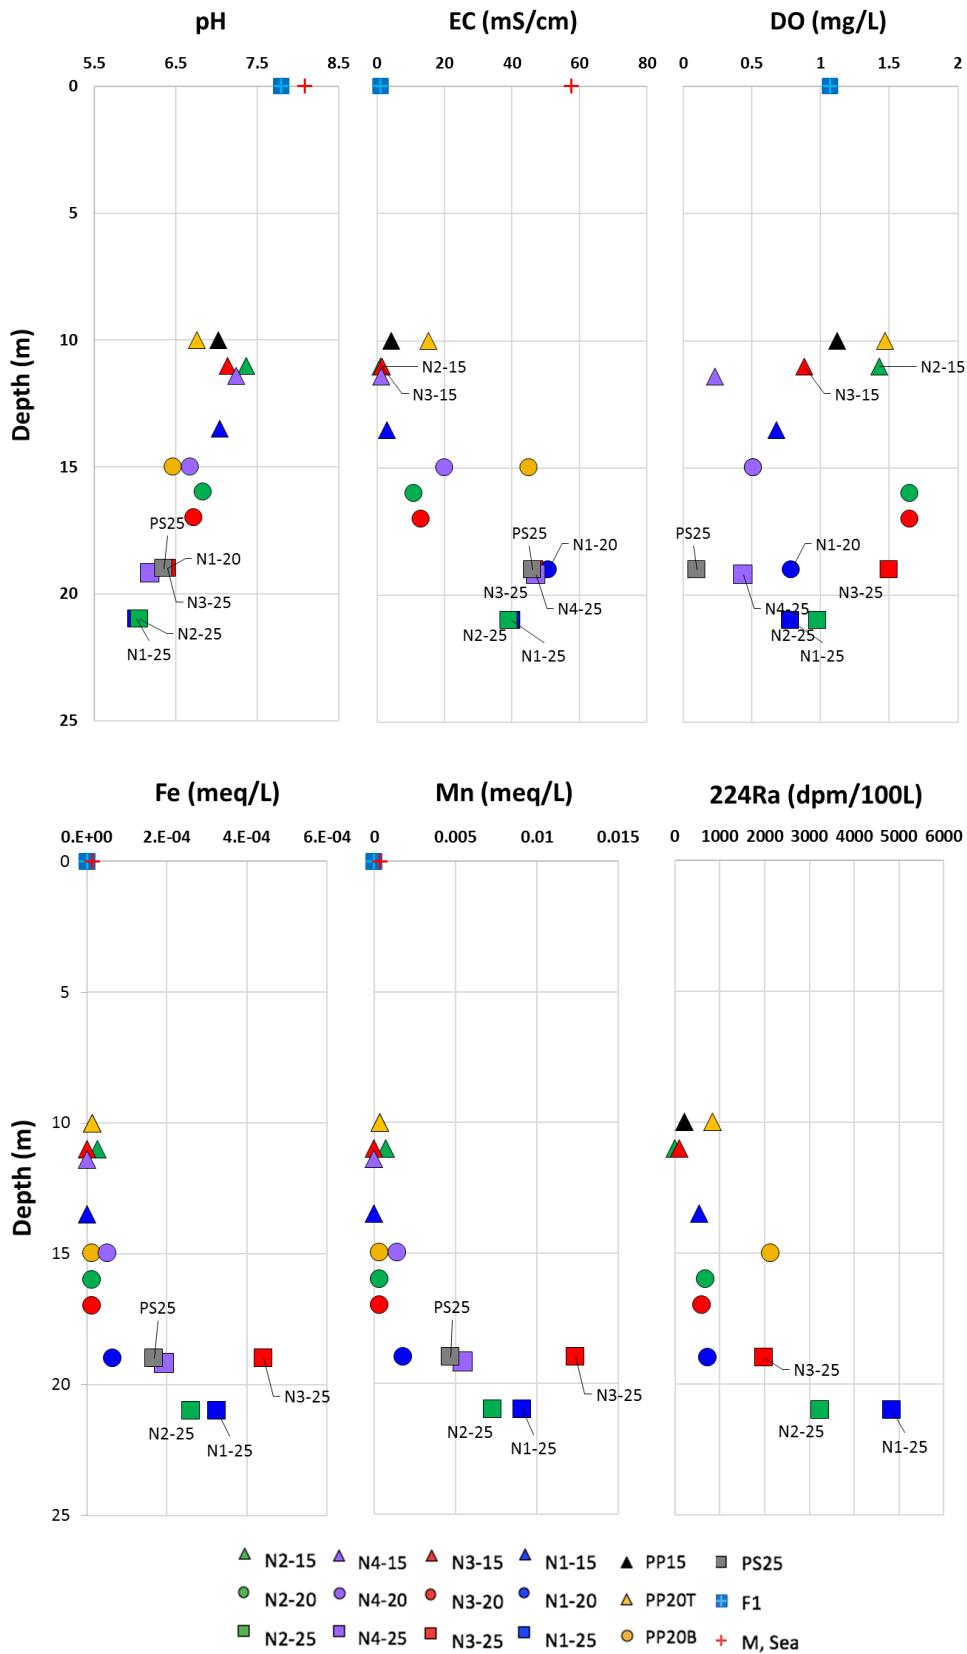 pH EC (mS/cm) DO (mg/L)
5.5 6.5 7.5 8.5 0 20 40 60 80 0 0.5 1 1.5 2
0
5
10
N2-15 N2-15
N3-15 N3-15
Depth (m)
15
PS25 PS25 PS25
N1-20 N1-20 N1-20
N3-25 N3-25 N3-25
20 N4-25 N4-25
N2-25 N2-25 N2-25
N1-25 N1-25 N1-25
25
Fe (meq/L) Mn (meq/L) 224Ra (dpm/100L)
0.E+00 2.E-04 4.E-04 6.E-04 0 0.005 0.01 0.015 0 1000 2000 3000 4000 5000 6000
0
5
10
Depth (m)
15
PS25 PS25
N3-25 N3-25 N3-25
20
N2-25 N2-25 N2-25
N1-25 N1-25 N1-25
25
N2-15 N4-15 N3-15 N1-15 PP15 PS25
N2-20 N4-20 N3-20 N1-20 PP20T F1
N2-25 N4-25 N3-25 N1-25 PP20B M, Sea